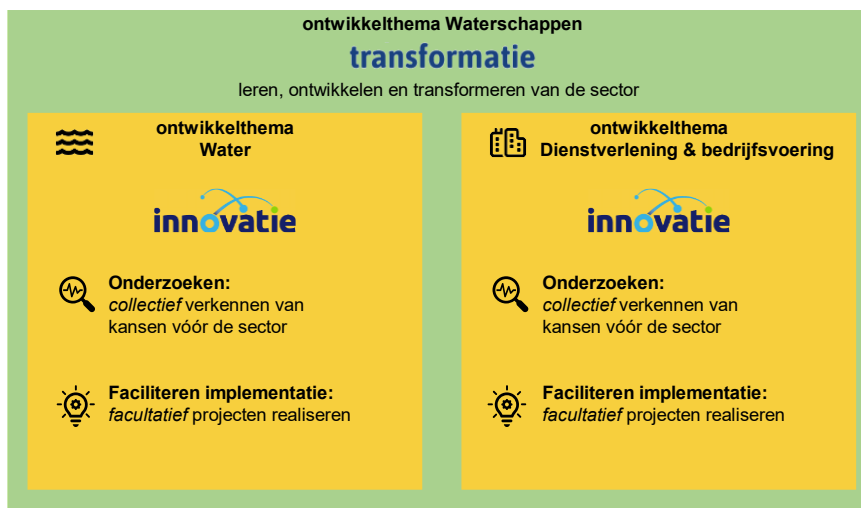 ontwikkelthema Waterschappen
transformatie
leren, ontwikkelen en transformeren van de sector
ontwikkelthema
Water
innovatie
Onderzoeken:
collectief verkennen van
kansen vóór de sector
Faciliteren implementatie:
facultatief projecten realiseren
ontwikkelthema
Dienstverlening & bedrijfsvoering
innovatie
Onderzoeken:
collectief verkennen van
kansen vóór de sector
Faciliteren implementatie:
facultatief projecten realiseren